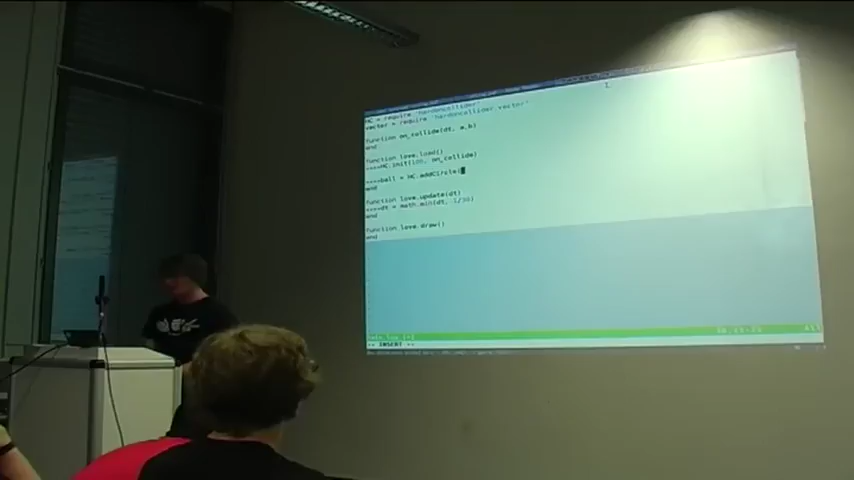 HC = require 'hardoncollider'
vector = require 'hardoncollider.vector'
function on_collide(dt, a,b)
end
function love.load()
----HC.init(100, on_collide)
----ball = HC.addCircle(
end
function love.update(dt)
----dt = math.min(dt, 1/30)
end
function love.draw()
end
-- INSERT --
All